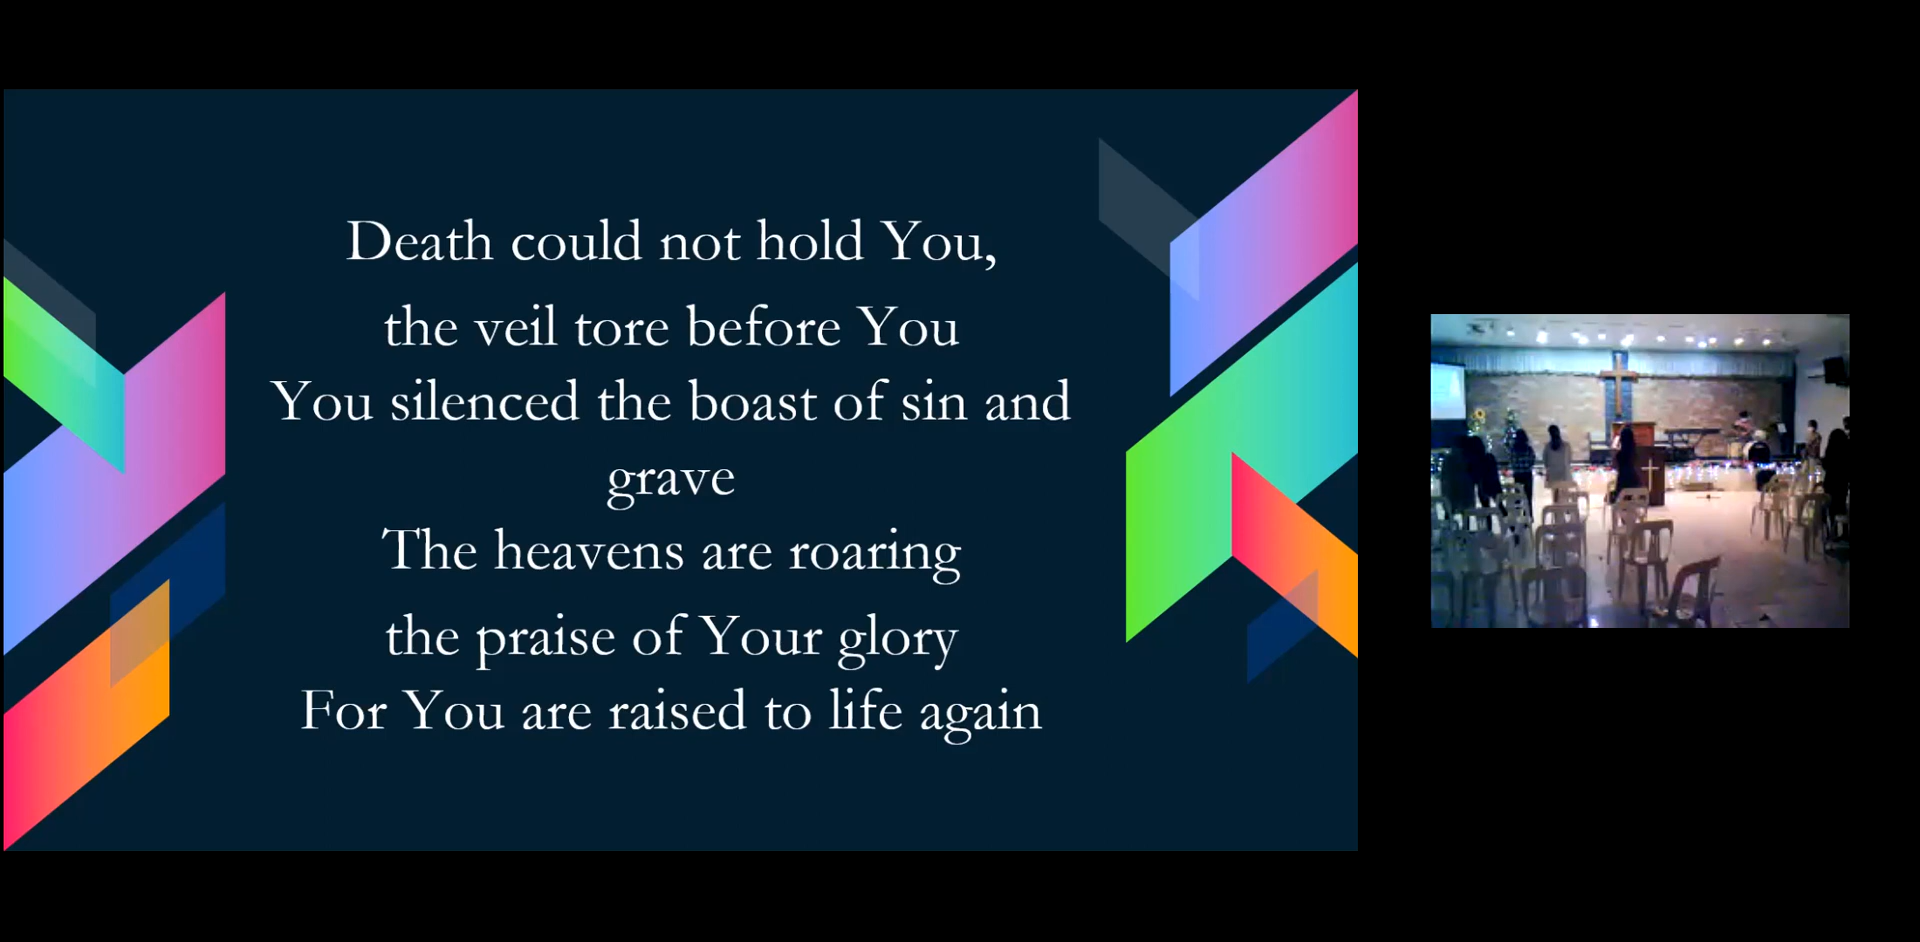 Death could not hold You,
the veil tore before You
You silenced the boast of sin and
grave
The heavens are roaring
the praise of Your glory
For You are raised to life again